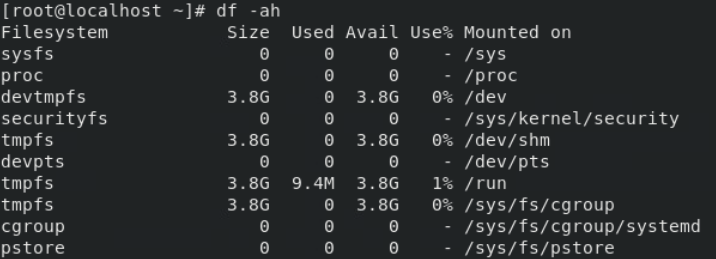 [root@localhost ~]# df -ah
Filesystem           Size  Used Avail Use% Mounted on
sysfs                   0     0     0    - /sys
proc                    0     0     0    - /proc
devtmpfs             3.8G     0  3.8G   0% /dev
securityfs              0     0     0    - /sys/kernel/security
tmpfs                3.8G     0  3.8G   0% /dev/shm
devpts                  0     0     0    - /dev/pts
tmpfs                3.8G  9.4M  3.8G   1% /run
tmpfs                3.8G     0  3.8G   0% /sys/fs/cgroup
cgroup                  0     0     0    - /sys/fs/cgroup/systemd
pstore                  0     0     0    - /sys/fs/pstore